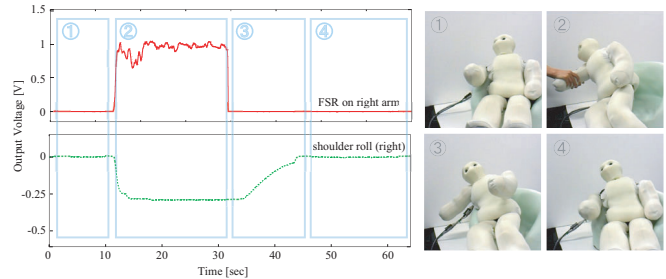 1.5
① ② ③ ④
1
0.5
0
FSR on right arm
Output Voltage [V]
shoulder roll (right)
0
-0.25
-0.5
0 10 20 30 40 50 60
Time [sec]
① ②
③ ④